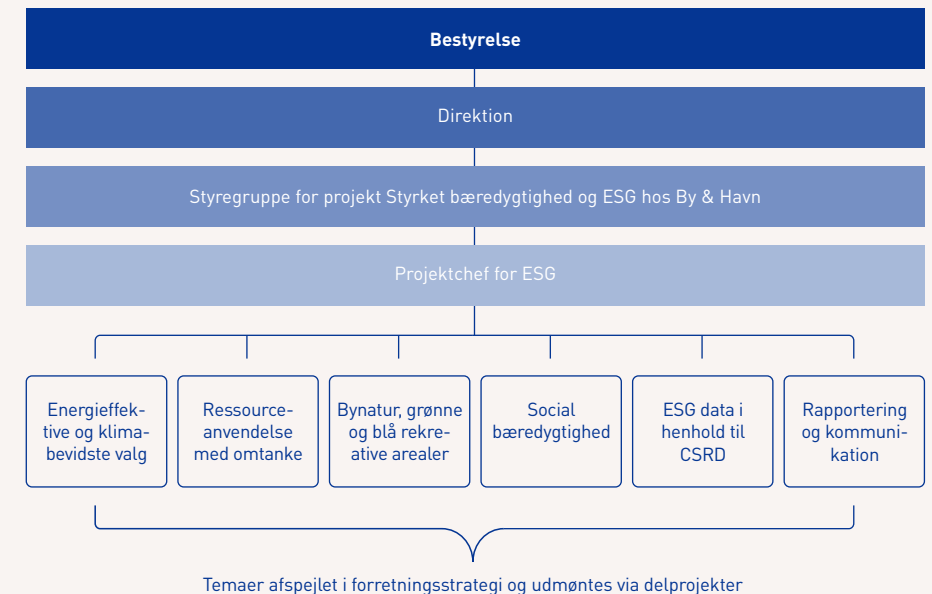 Bestyrelse
Direktion
Styregruppe for projekt Styrket bæredygtighed og ESG hos By & Havn
Projektchef for ESG
Energieffek-
tive og klima-
bevidste valg
Ressource-
anvendelse
med omtanke
Bynatur, grønne
og blå rekre-
ative arealer
Social
bæredygtighed
ESG data i
henhold til
CSRD
Rapportering
og kommuni-
kation
Temaer afspejlet i forretningsstrategi og udmøntes via delprojekter